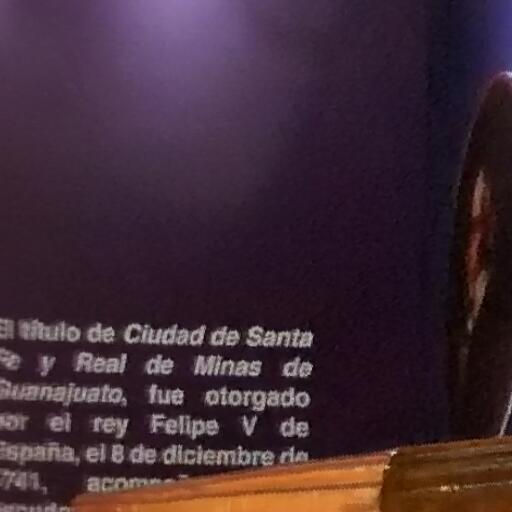 El título de Ciudad de Santa
Fe y Real de Minas de
Guanajuato, fue otorgado
por el rey Felipe V de
España, el 8 de diciembre de
1741,